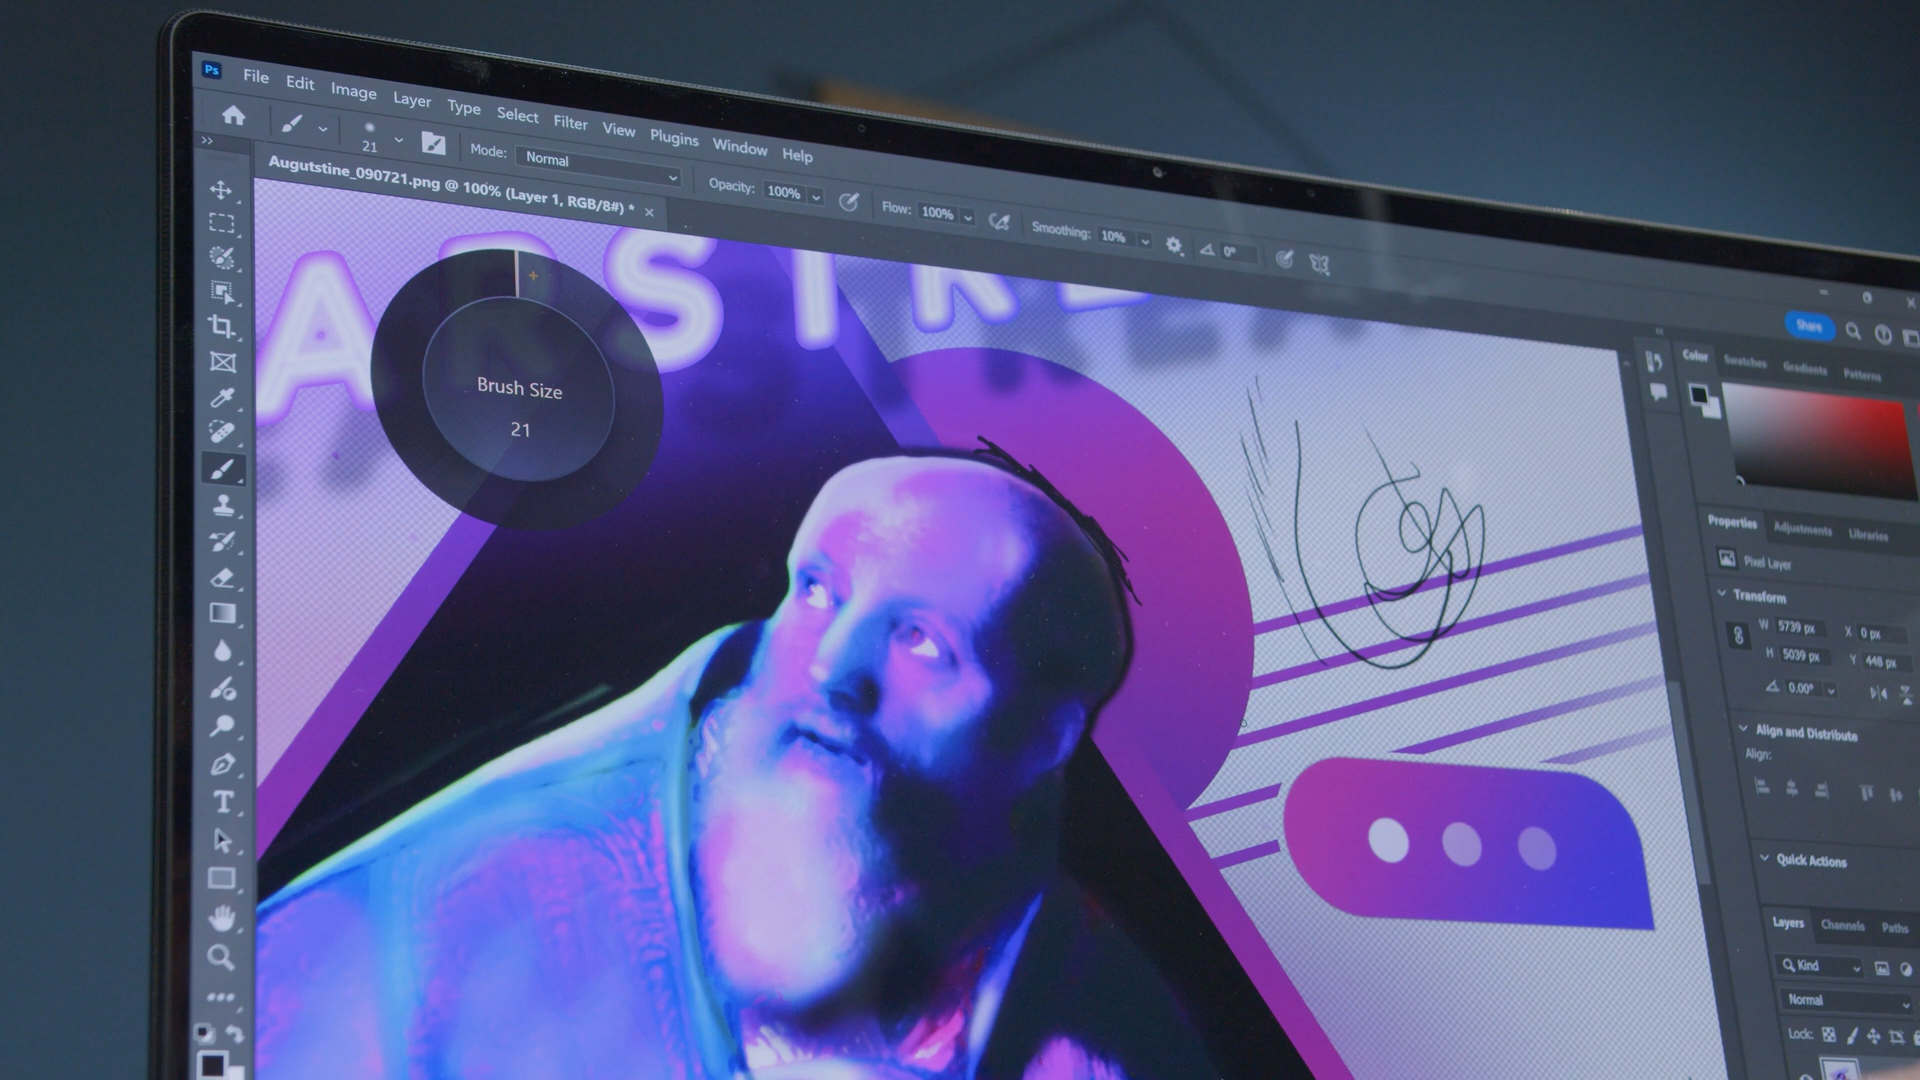 Ps File Edit Image Layer Type Select Filter View Plugins Window Help
21 Mode: Normal Opacity: 100% Flow: 100% Smoothing: 10% 0°
Augutstine_090721.png @ 100% (Layer 1, RGB/8#) *
Share
Brush Size
21
Color Swatches Gradients Patterns
Properties Adjustments Libraries
Pixel Layer
Transform
W 5739 px X 0 px
H 5039 px Y 448 px
0.00°
Align and Distribute
Align:
Quick Actions
Layers Channels Paths
Kind
Normal
Lock: